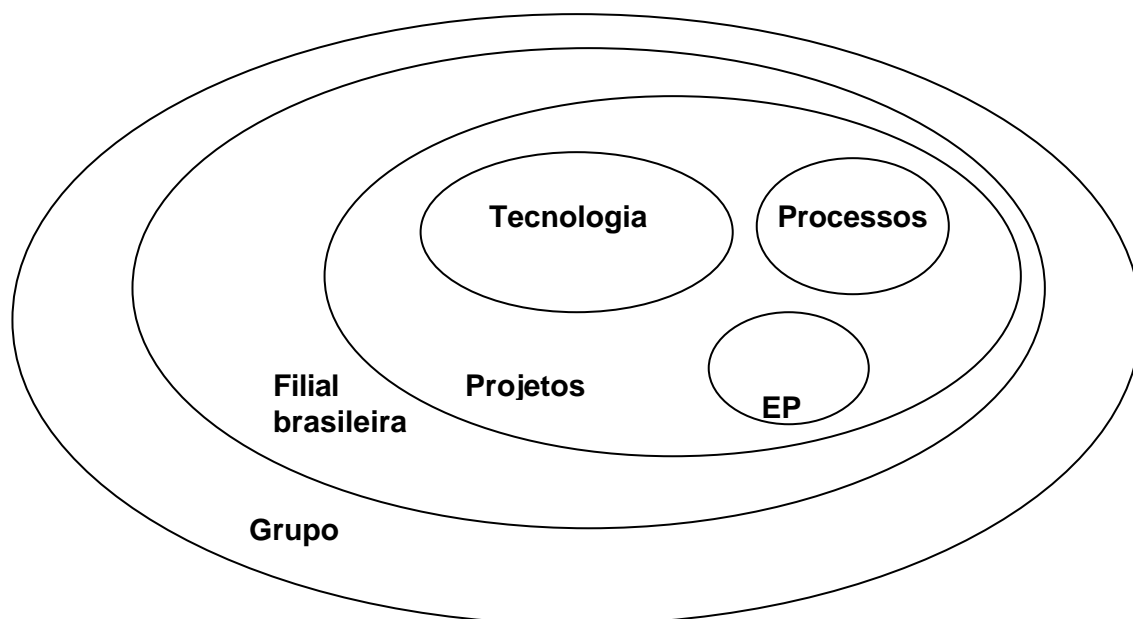 Tecnologia
Processos
Filial
brasileira
Projetos
EP
Grupo